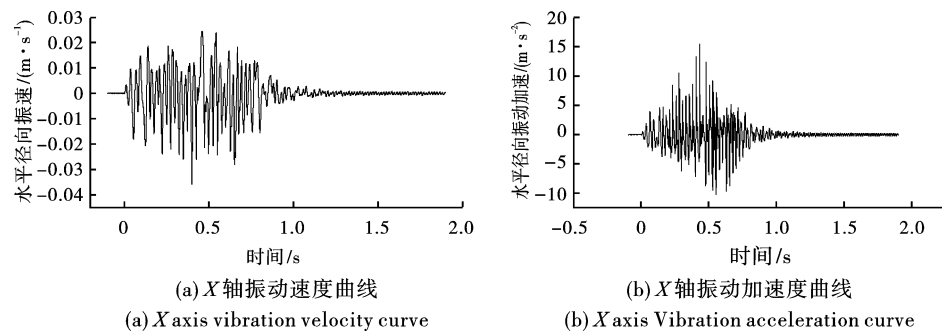 0.03
0.02
0.01
0
-0.01
-0.02
-0.03
-0.04
水平径向振速/(m·s⁻¹)
0 0.5 1.0 1.5 2.0
时间/s
(a) X轴振动速度曲线
(a) X axis vibration velocity curve
20
15
10
5
0
-5
-10
水平径向振动加速/(m·s⁻²)
-0.5 0 0.5 1.0 1.5 2.0
时间/s
(b) X轴振动加速度曲线
(b) X axis Vibration acceleration curve